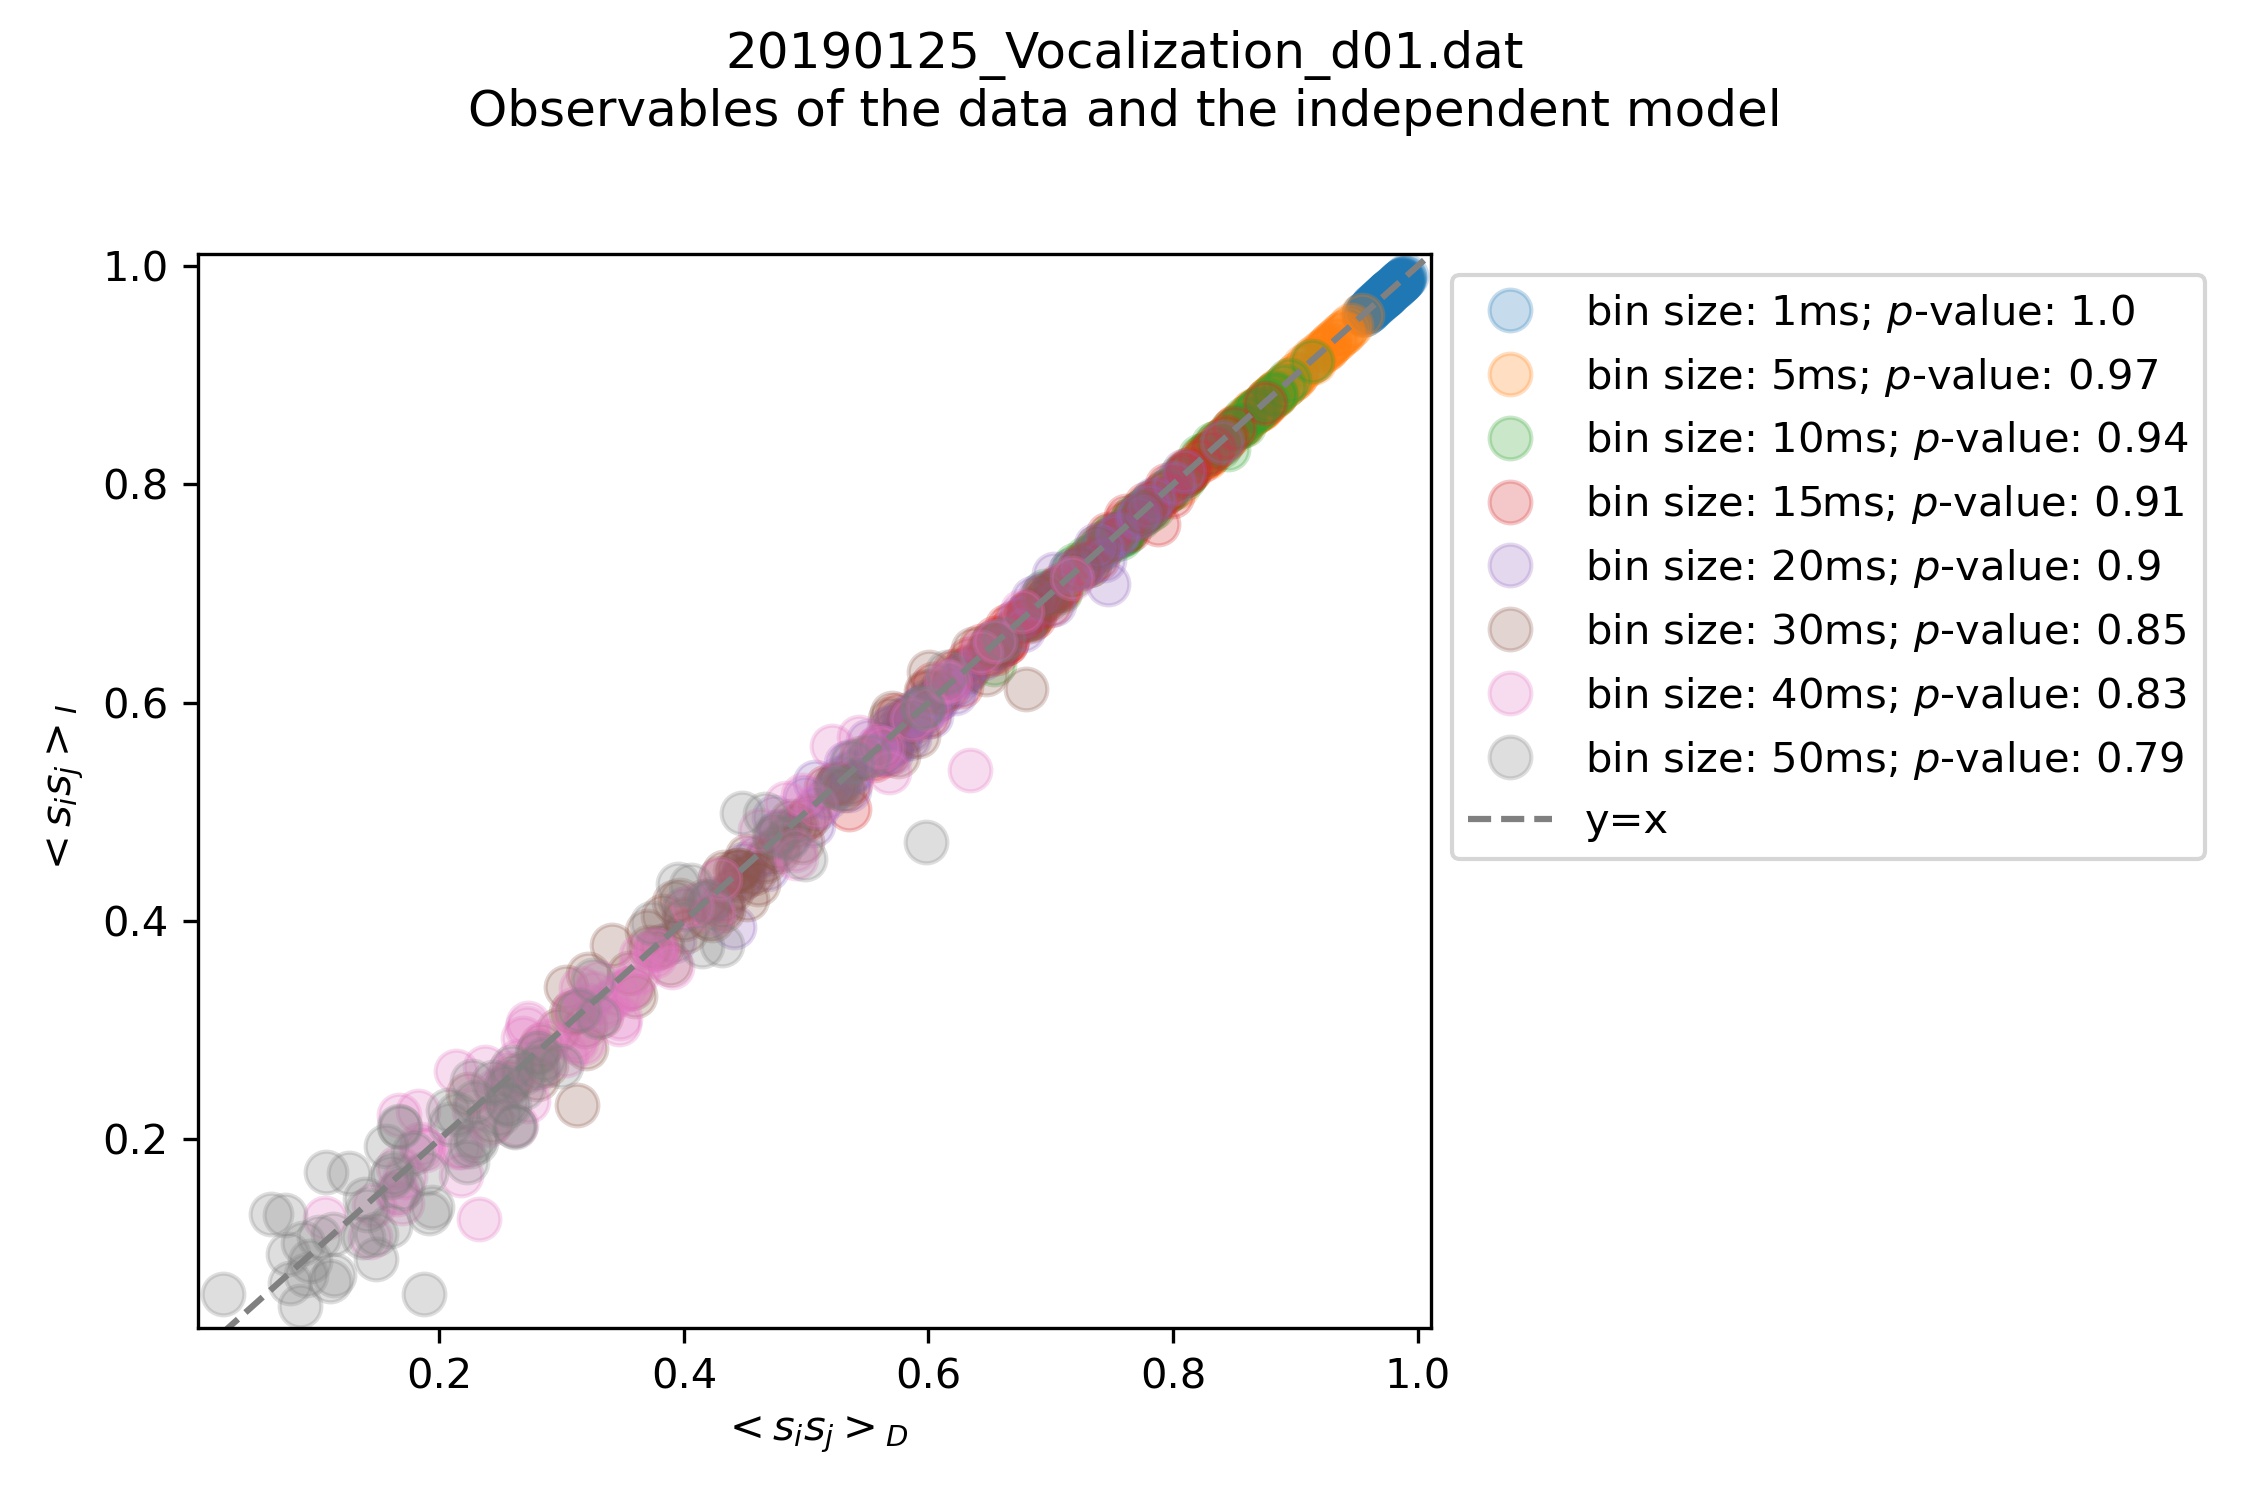 20190125_Vocalization_d01.dat
Observables of the data and the independent model
1.0
0.8
0.6
0.4
0.2
<s_i s_j>_I
0.2 0.4 0.6 0.8 1.0
<s_i s_j>_D
bin size: 1ms; p-value: 1.0
bin size: 5ms; p-value: 0.97
bin size: 10ms; p-value: 0.94
bin size: 15ms; p-value: 0.91
bin size: 20ms; p-value: 0.9
bin size: 30ms; p-value: 0.85
bin size: 40ms; p-value: 0.83
bin size: 50ms; p-value: 0.79
y=x